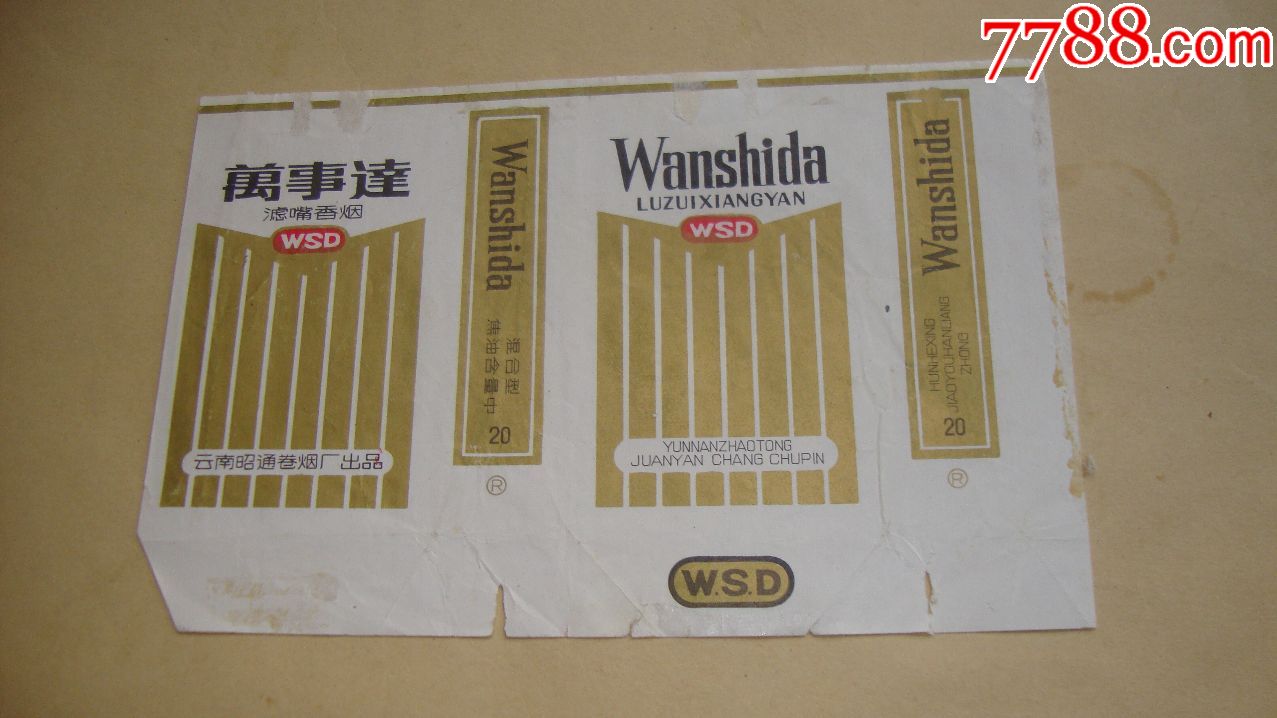 7788.com
萬事達
滤嘴香烟
WSD
云南昭通卷烟厂出品
Wanshida
混合型
焦油含量中
20
®
Wanshida
LUZUIXIANGYAN
WSD
YUNNANZHAOTONG
JUANYAN CHANG CHUPIN
W.S.D
Wanshida
HUNHEXING
JIAOYOUHANLIANG
ZHONG
20
®